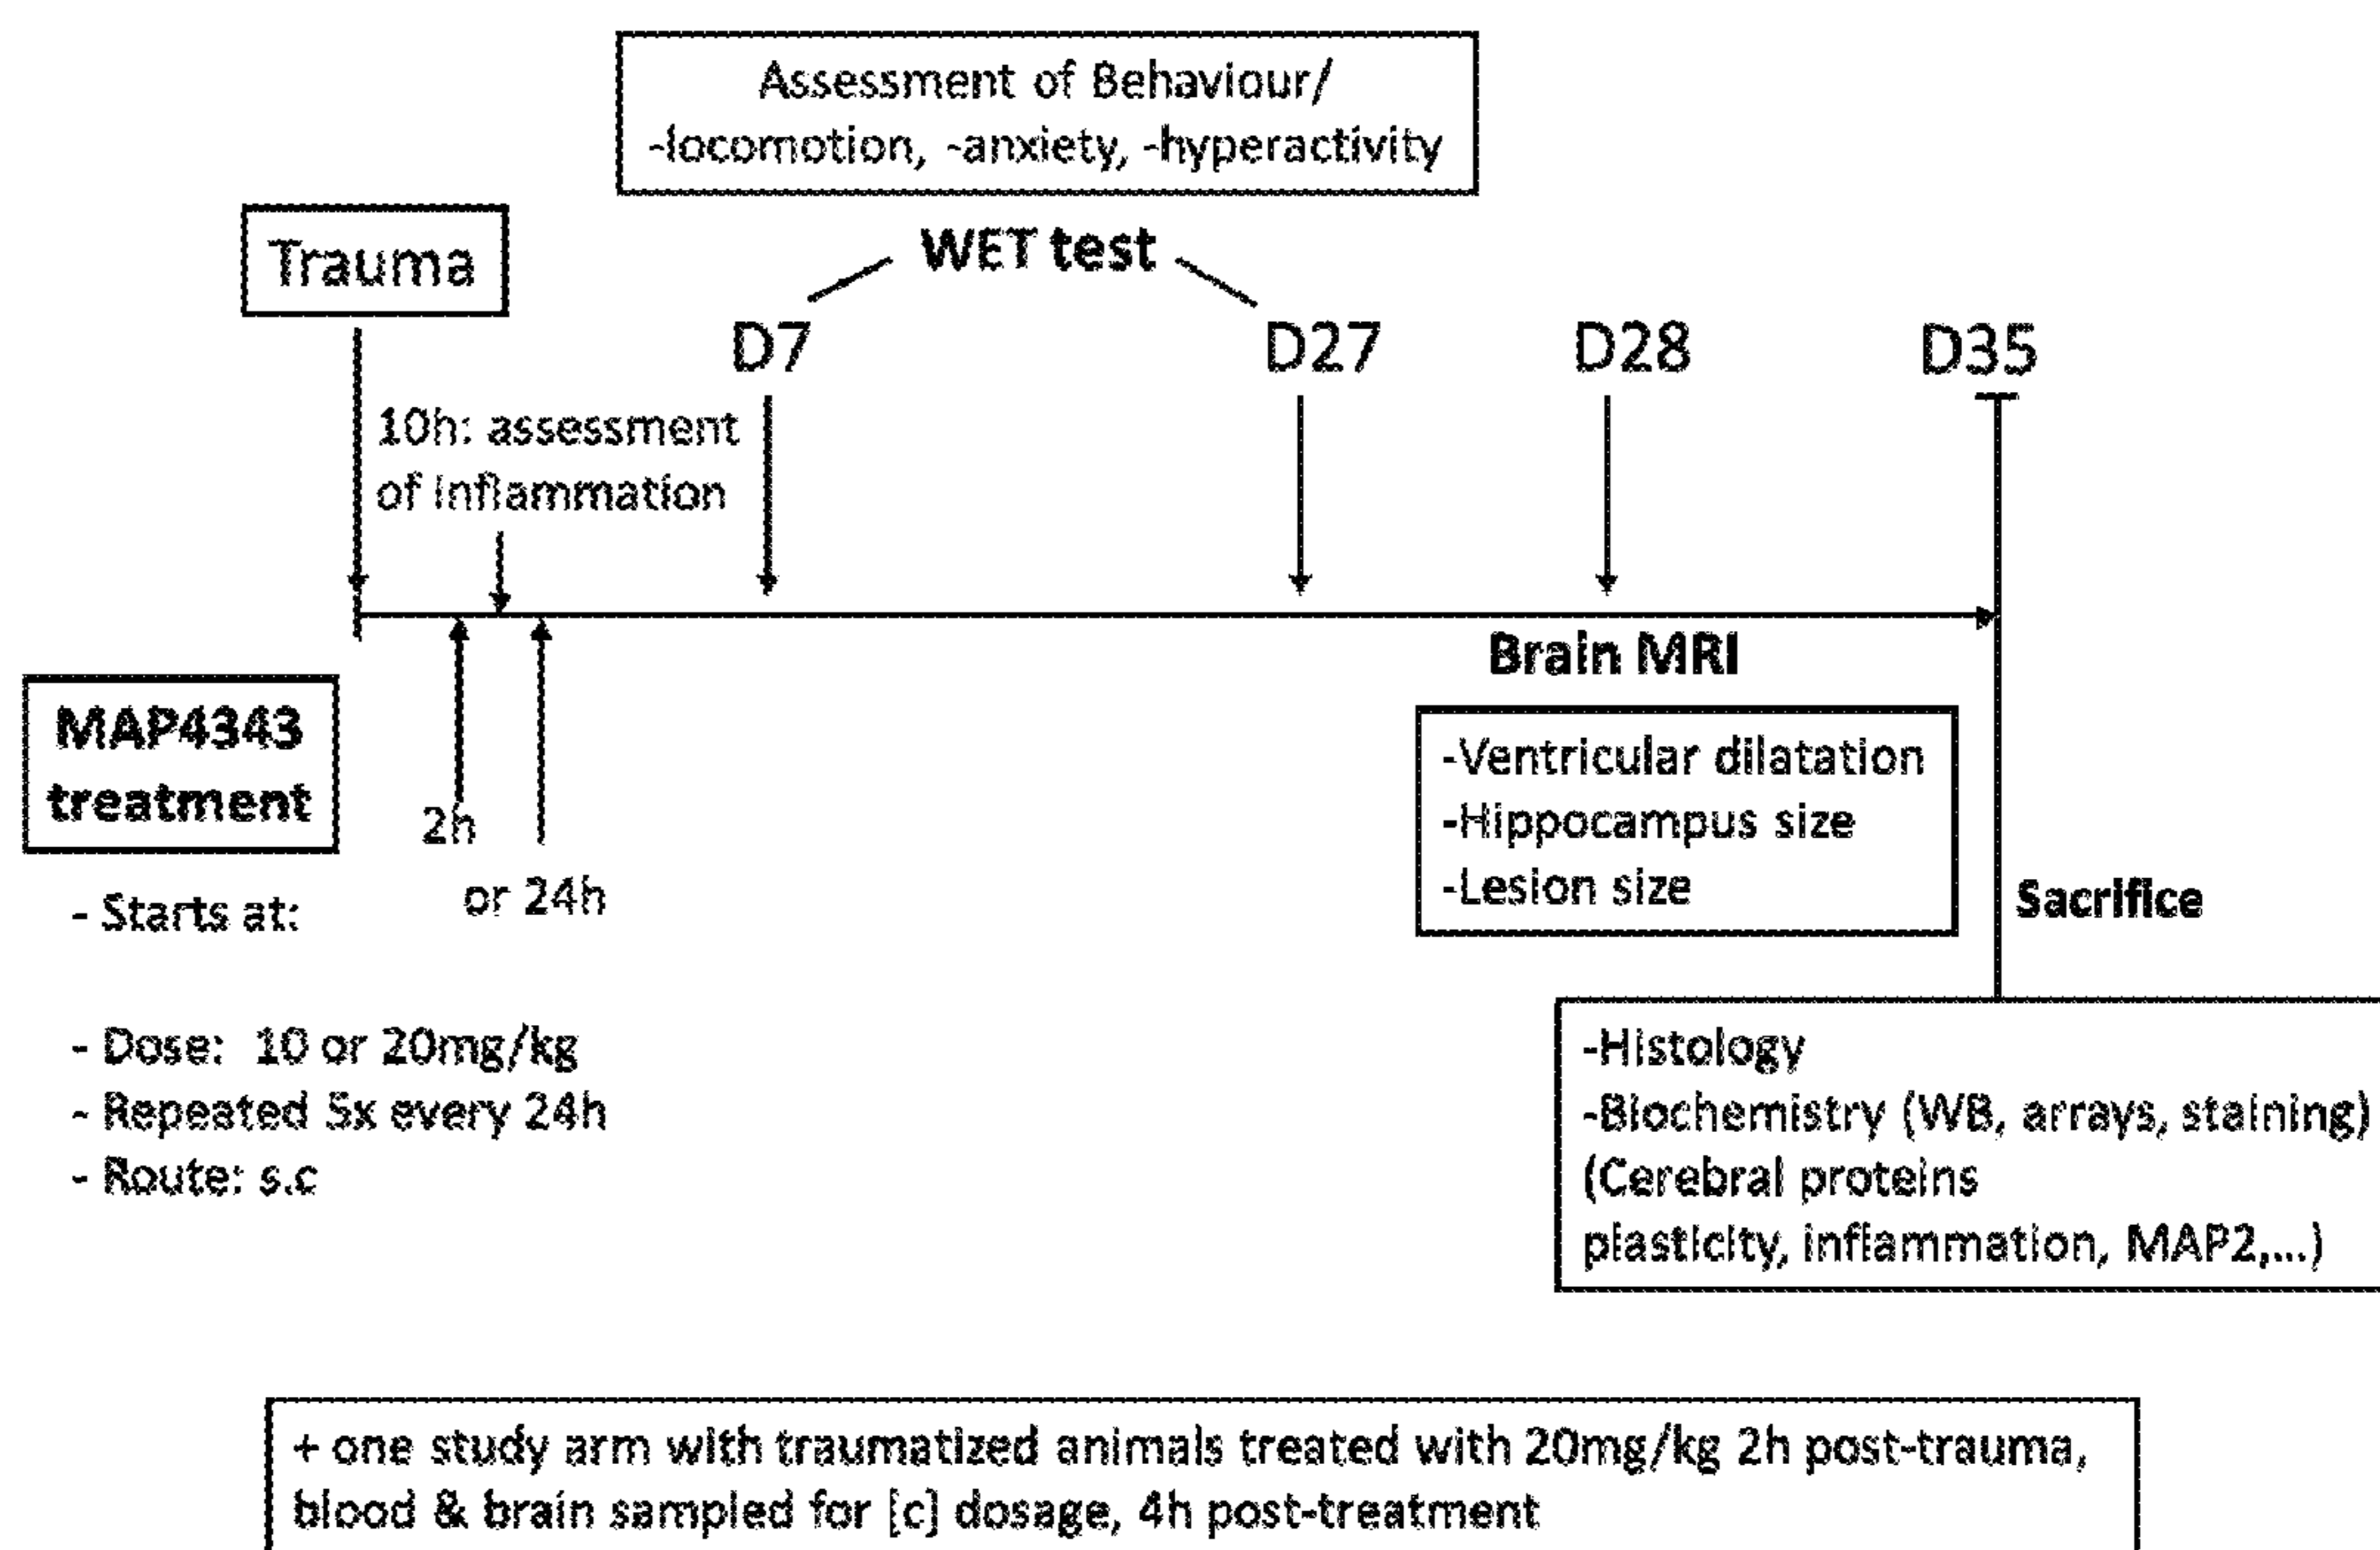 Assessment of Behaviour/
-locomotion, -anxiety, -hyperactivity
Trauma
WET test
D7
D27
D28
D35
10h: assessment
of inflammation
Brain MRI
MAP4343
treatment
2h
or 24h
- Starts at:
-Ventricular dilatation
-Hippocampus size
-Lesion size
Sacrifice
- Dose: 10 or 20mg/kg
- Repeated 5x every 24h
- Route: s.c
-Histology
-Biochemistry (WB, arrays, staining)
(Cerebral proteins
plasticity, inflammation, MAP2,...)
+ one study arm with traumatized animals treated with 20mg/kg 2h post-trauma,
blood & brain sampled for [c] dosage, 4h post-treatment